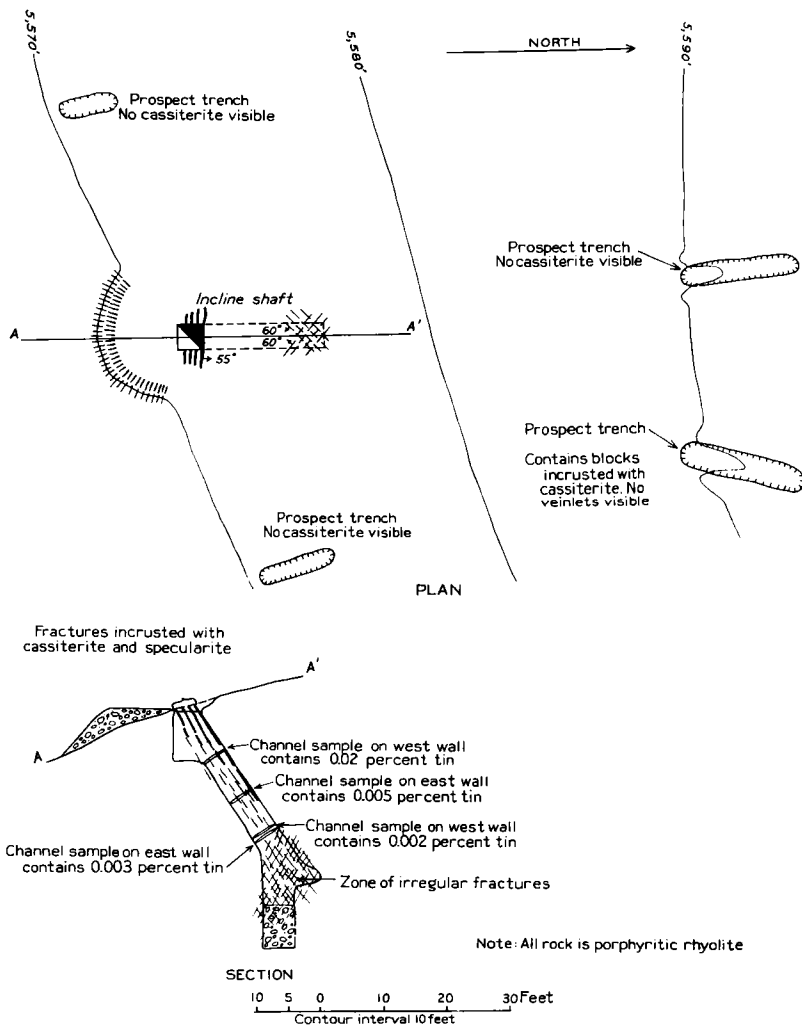 5,570'
5,580'
5,590'
NORTH
Prospect trench
No cassiterite visible
Prospect trench
No cassiterite visible
Incline shaft
A
A'
60°
60°
55°
Prospect trench
Contains blocks
incrusted with
cassiterite. No
veinlets visible
Prospect trench
No cassiterite visible
PLAN
Fractures incrusted with
cassiterite and specularite
A'
A
Channel sample on west wall
contains 0.02 percent tin
Channel sample on east wall
contains 0.005 percent tin
Channel sample on west wall
contains 0.002 percent tin
Channel sample on east wall
contains 0.003 percent tin
Zone of irregular fractures
Note: All rock is porphyritic rhyolite
SECTION
10 5 0 10 20 30 Feet
Contour interval 10 feet